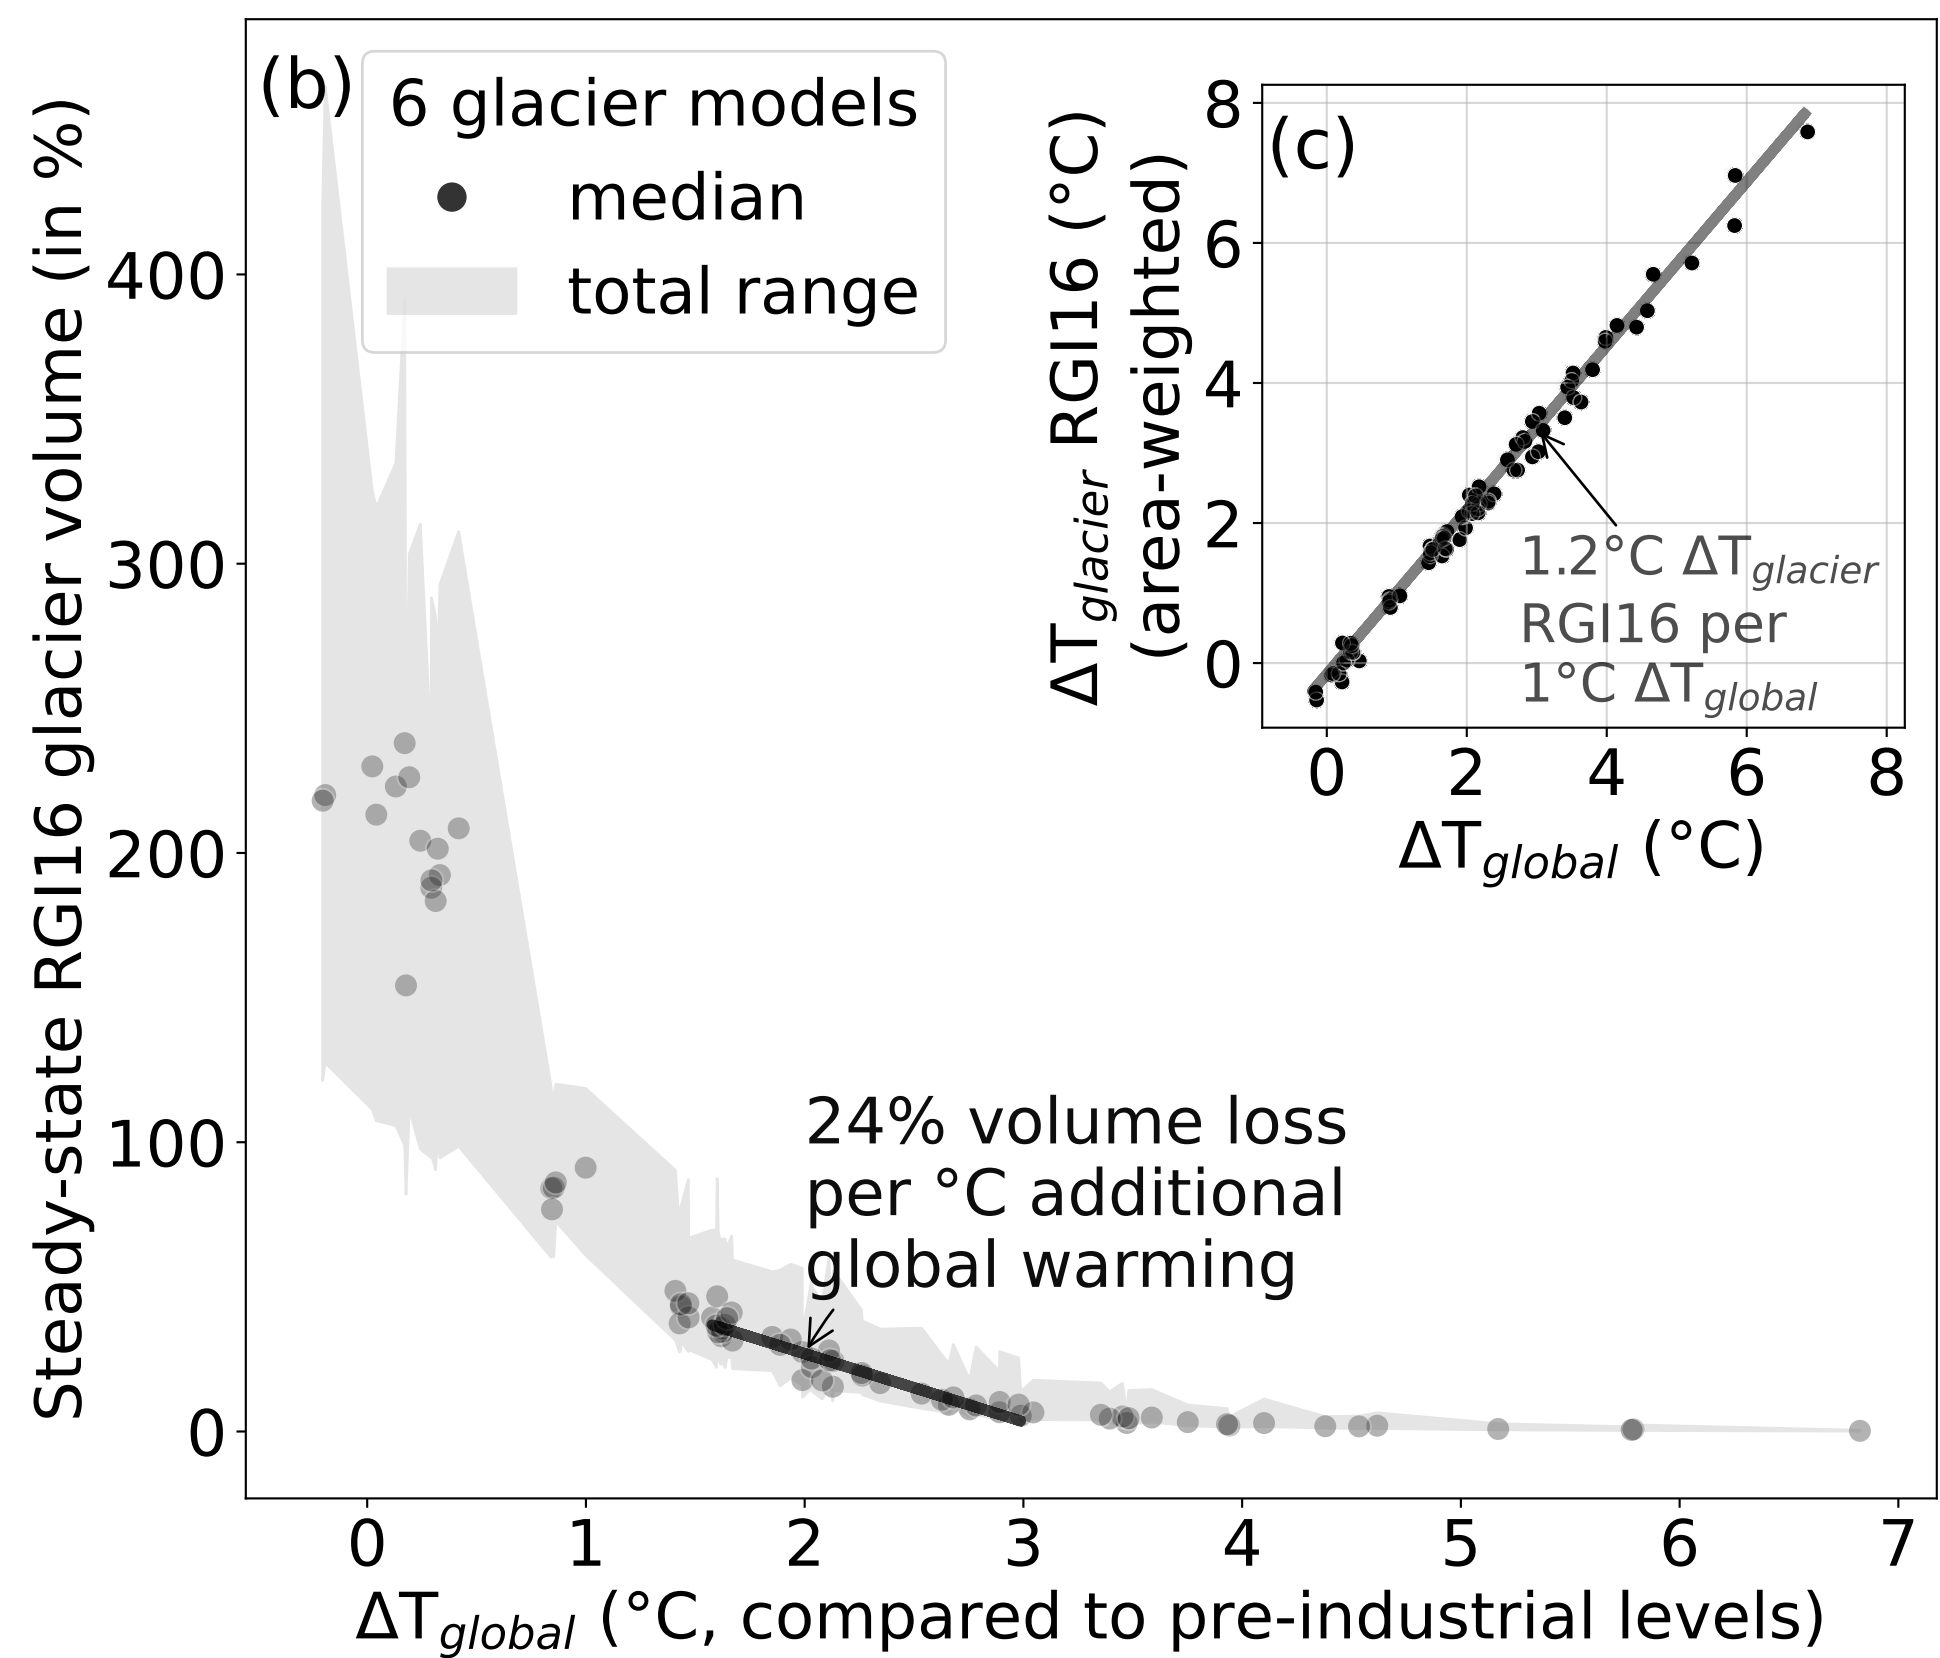 (b)
6 glacier models
median
total range
Steady-state RGI16 glacier volume (in %)
400
300
200
100
0
24% volume loss
per °C additional
global warming
0 1 2 3 4 5 6 7
ΔTglobal (°C, compared to pre-industrial levels)
(c)
ΔTglacier RGI16 (°C)
(area-weighted)
8
6
4
2
0
1.2°C ΔTglacier
RGI16 per
1°C ΔTglobal
0 2 4 6 8
ΔTglobal (°C)